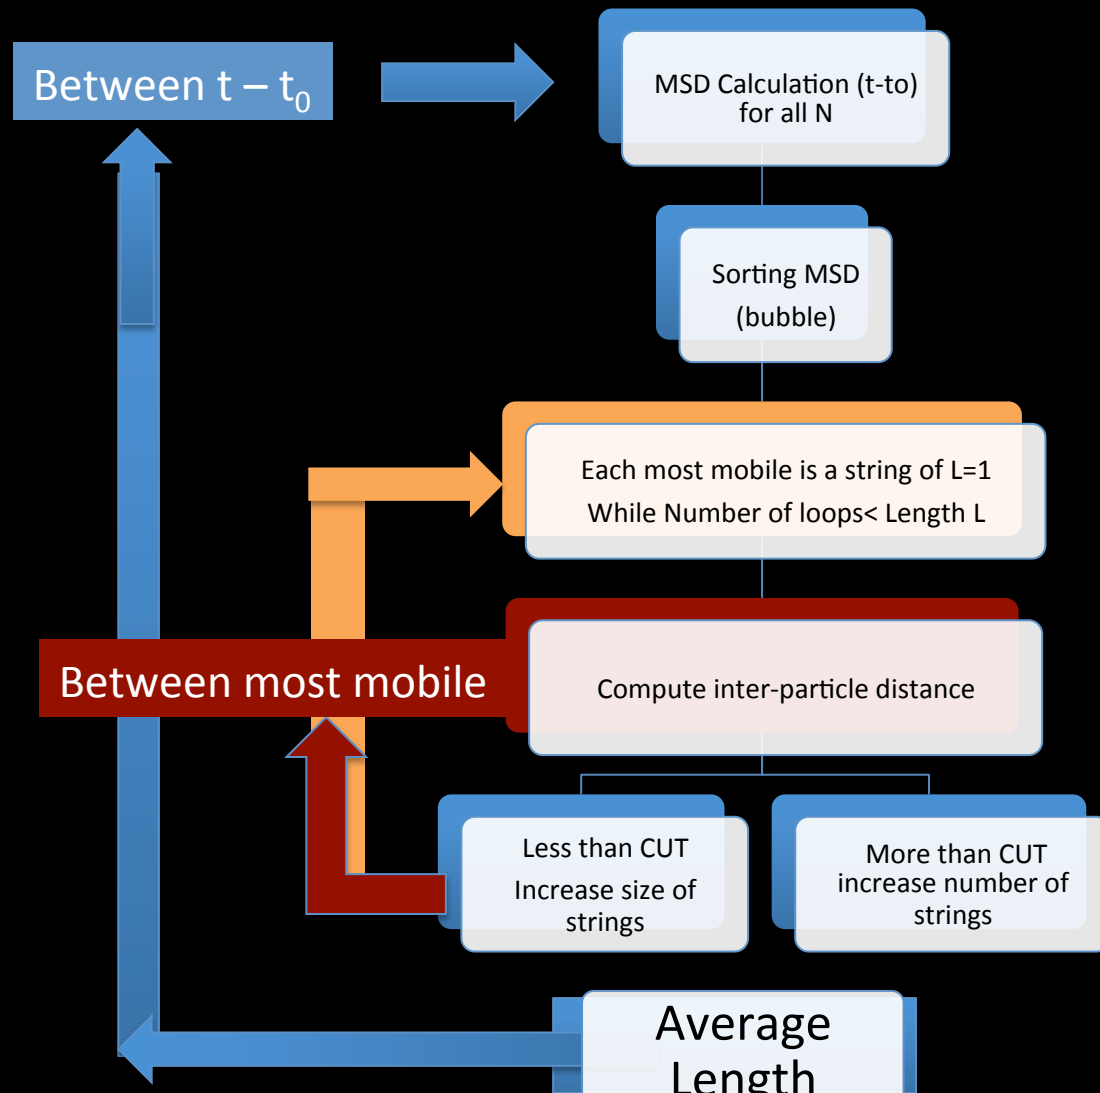 Between t – t₀
MSD Calculation (t-to)
for all N
Sorting MSD
(bubble)
Each most mobile is a string of L=1
While Number of loops< Length L
Between most mobile
Compute inter-particle distance
Less than CUT
Increase size of
strings
More than CUT
increase number of
strings
Average
Length